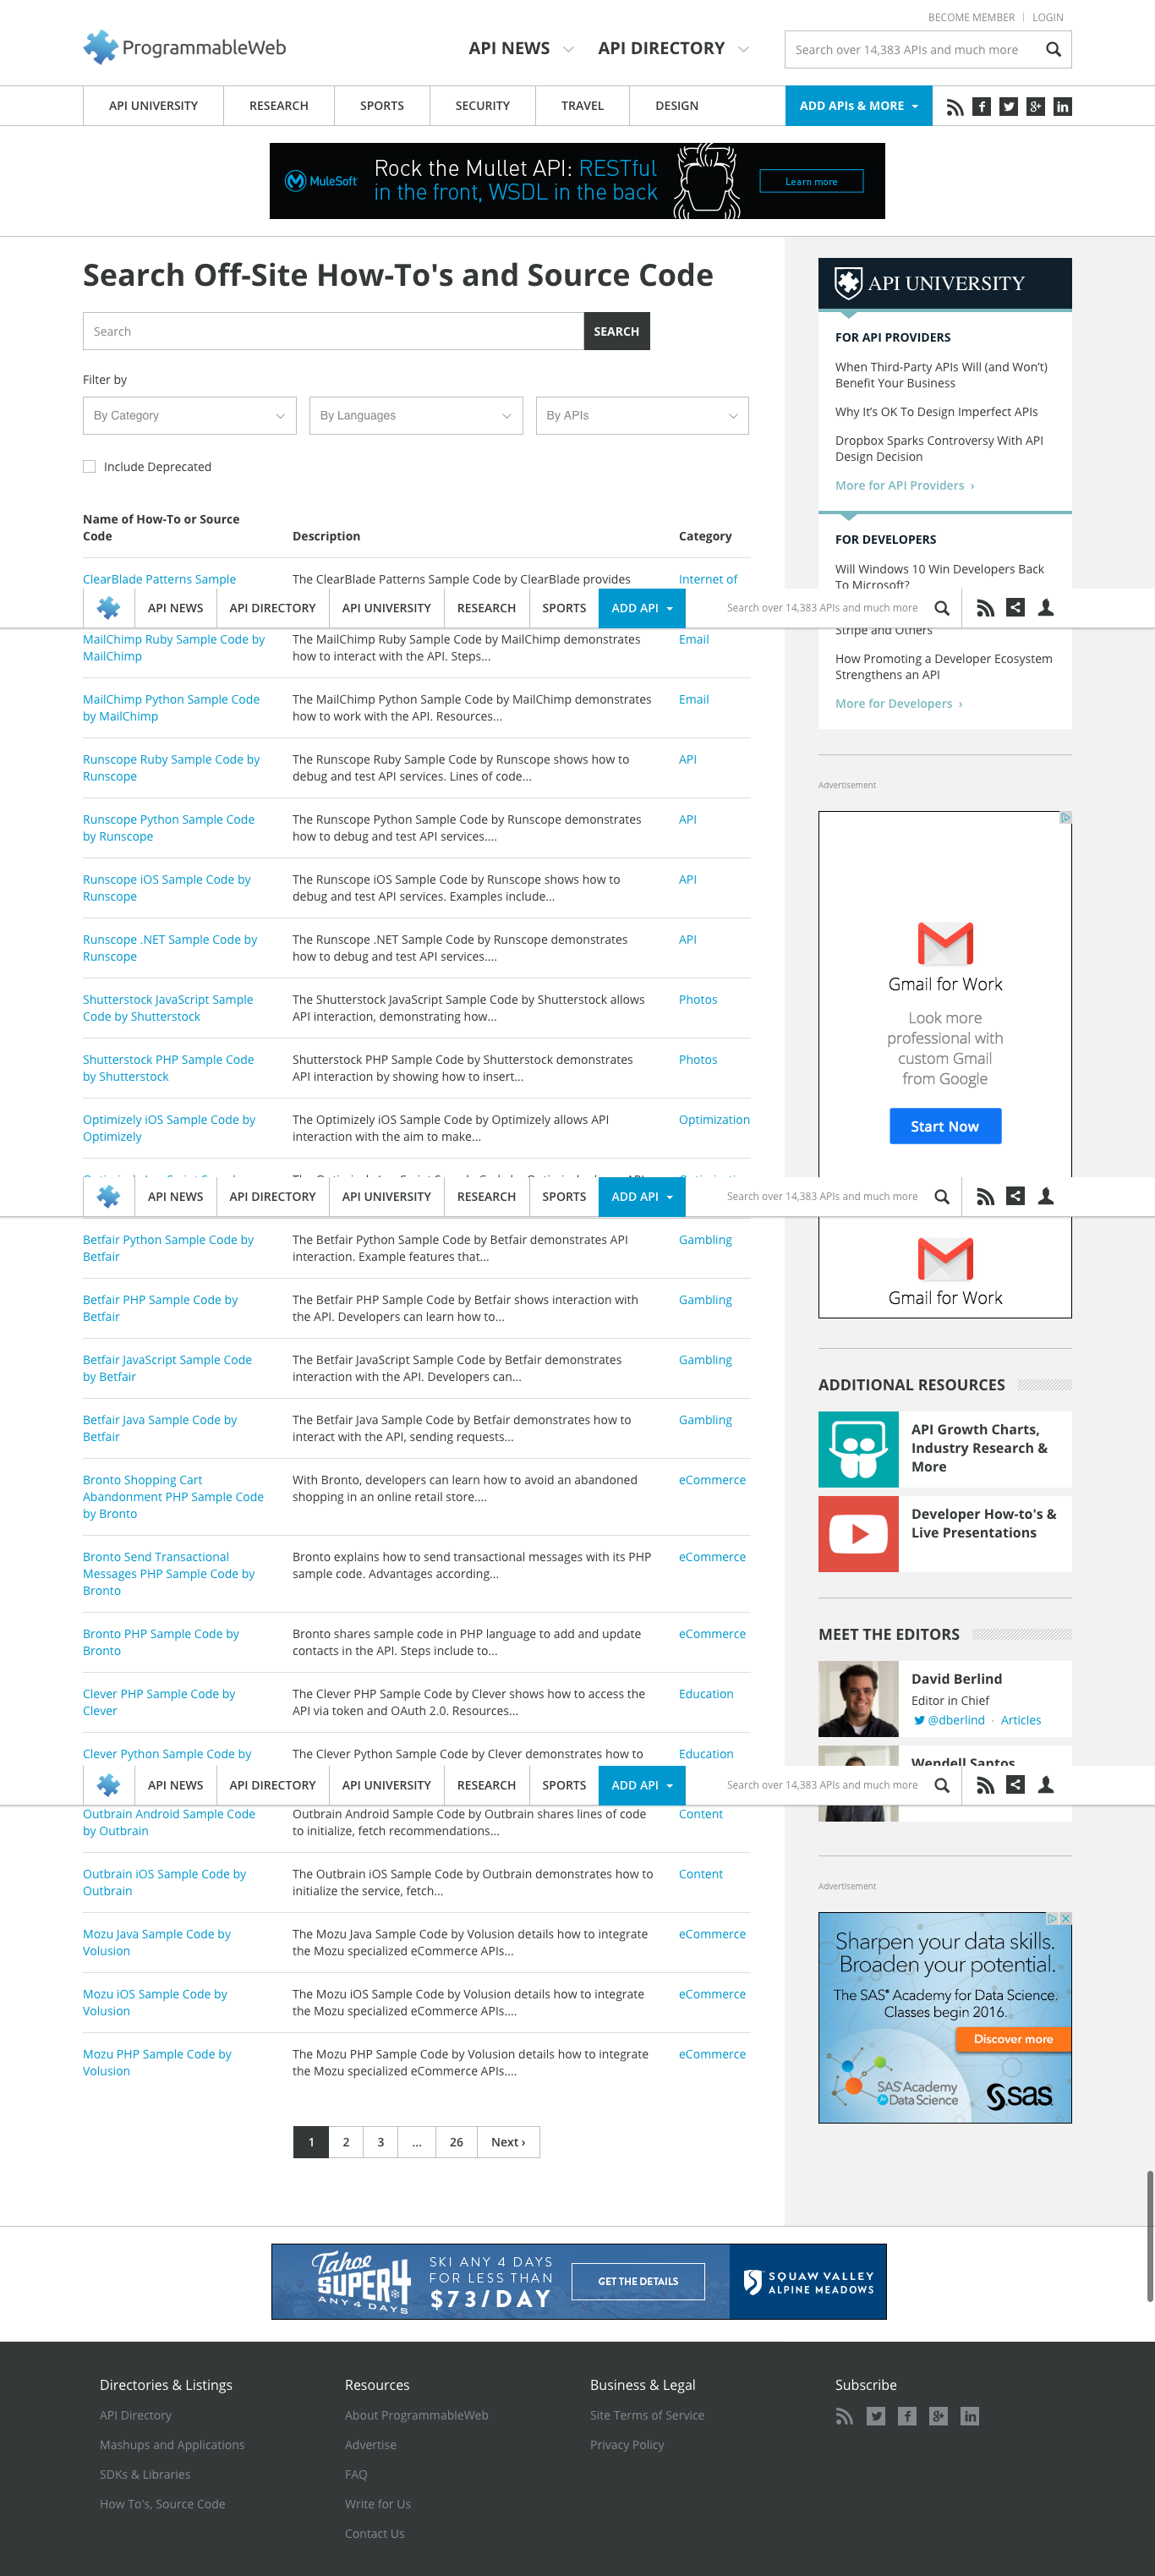 BECOME MEMBER | LOGIN
ProgrammableWeb
API NEWS
API DIRECTORY
Search over 14,383 APIs and much more
API UNIVERSITY
RESEARCH
SPORTS
SECURITY
TRAVEL
DESIGN
ADD APIs & MORE
MuleSoft
Rock the Mullet API: RESTful
in the front, WSDL in the back
Learn more
Search Off-Site How-To's and Source Code
Search
SEARCH
Filter by
By Category
By Languages
By APIs
Include Deprecated
Name of How-To or Source
Code
Description
Category
ClearBlade Patterns Sample
The ClearBlade Patterns Sample Code by ClearBlade provides
Internet of
API NEWS
API DIRECTORY
API UNIVERSITY
RESEARCH
SPORTS
ADD API
Search over 14,383 APIs and much more
MailChimp Ruby Sample Code by
MailChimp
The MailChimp Ruby Sample Code by MailChimp demonstrates
how to interact with the API. Steps...
Email
MailChimp Python Sample Code
by MailChimp
The MailChimp Python Sample Code by MailChimp demonstrates
how to work with the API. Resources...
Email
Runscope Ruby Sample Code by
Runscope
The Runscope Ruby Sample Code by Runscope shows how to
debug and test API services. Lines of code...
API
Runscope Python Sample Code
by Runscope
The Runscope Python Sample Code by Runscope demonstrates
how to debug and test API services....
API
Runscope iOS Sample Code by
Runscope
The Runscope iOS Sample Code by Runscope shows how to
debug and test API services. Examples include...
API
Runscope .NET Sample Code by
Runscope
The Runscope .NET Sample Code by Runscope demonstrates
how to debug and test API services....
API
Shutterstock JavaScript Sample
Code by Shutterstock
The Shutterstock JavaScript Sample Code by Shutterstock allows
API interaction, demonstrating how...
Photos
Shutterstock PHP Sample Code
by Shutterstock
Shutterstock PHP Sample Code by Shutterstock demonstrates
API interaction by showing how to insert...
Photos
Optimizely iOS Sample Code by
Optimizely
The Optimizely iOS Sample Code by Optimizely allows API
interaction with the aim to make...
Optimization
API NEWS
API DIRECTORY
API UNIVERSITY
RESEARCH
SPORTS
ADD API
Search over 14,383 APIs and much more
Betfair Python Sample Code by
Betfair
The Betfair Python Sample Code by Betfair demonstrates API
interaction. Example features that...
Gambling
Betfair PHP Sample Code by
Betfair
The Betfair PHP Sample Code by Betfair shows interaction with
the API. Developers can learn how to...
Gambling
Betfair JavaScript Sample Code
by Betfair
The Betfair JavaScript Sample Code by Betfair demonstrates
interaction with the API. Developers can...
Gambling
Betfair Java Sample Code by
Betfair
The Betfair Java Sample Code by Betfair demonstrates how to
interact with the API, sending requests...
Gambling
Bronto Shopping Cart
Abandonment PHP Sample Code
by Bronto
With Bronto, developers can learn how to avoid an abandoned
shopping in an online retail store....
eCommerce
Bronto Send Transactional
Messages PHP Sample Code by
Bronto
Bronto explains how to send transactional messages with its PHP
sample code. Advantages according...
eCommerce
Bronto PHP Sample Code by
Bronto
Bronto shares sample code in PHP language to add and update
contacts in the API. Steps include to...
eCommerce
Clever PHP Sample Code by
Clever
The Clever PHP Sample Code by Clever shows how to access the
API via token and OAuth 2.0. Resources...
Education
Clever Python Sample Code by
The Clever Python Sample Code by Clever demonstrates how to
Education
API NEWS
API DIRECTORY
API UNIVERSITY
RESEARCH
SPORTS
ADD API
Search over 14,383 APIs and much more
Outbrain Android Sample Code
by Outbrain
Outbrain Android Sample Code by Outbrain shares lines of code
to initialize, fetch recommendations...
Content
Outbrain iOS Sample Code by
Outbrain
The Outbrain iOS Sample Code by Outbrain demonstrates how to
initialize the service, fetch...
Content
Mozu Java Sample Code by
Volusion
The Mozu Java Sample Code by Volusion details how to integrate
the Mozu specialized eCommerce APIs...
eCommerce
Mozu iOS Sample Code by
Volusion
The Mozu iOS Sample Code by Volusion details how to integrate
the Mozu specialized eCommerce APIs....
eCommerce
Mozu PHP Sample Code by
Volusion
The Mozu PHP Sample Code by Volusion details how to integrate
the Mozu specialized eCommerce APIs....
eCommerce
1
2
3
...
26
Next ›
API UNIVERSITY
FOR API PROVIDERS
When Third-Party APIs Will (and Won't)
Benefit Your Business
Why It's OK To Design Imperfect APIs
Dropbox Sparks Controversy With API
Design Decision
More for API Providers ›
FOR DEVELOPERS
Will Windows 10 Win Developers Back
To Microsoft?
Stripe and Others
How Promoting a Developer Ecosystem
Strengthens an API
More for Developers ›
Advertisement
Gmail for Work
Look more
professional with
custom Gmail
from Google
Start Now
Gmail for Work
ADDITIONAL RESOURCES
API Growth Charts,
Industry Research &
More
Developer How-to's &
Live Presentations
MEET THE EDITORS
David Berlind
Editor in Chief
@dberlind · Articles
Wendell Santos
Advertisement
Sharpen your data skills.
Broaden your potential.
The SAS® Academy for Data Science.
Classes begin 2016.
Discover more
SAS® Academy
for Data Science
sas
Tahoe
SUPER 4
ANY 4 DAYS
SKI ANY 4 DAYS
FOR LESS THAN
$73/DAY
GET THE DETAILS
SQUAW VALLEY
ALPINE MEADOWS
Directories & Listings
API Directory
Mashups and Applications
SDKs & Libraries
How To's, Source Code
Resources
About ProgrammableWeb
Advertise
FAQ
Write for Us
Contact Us
Business & Legal
Site Terms of Service
Privacy Policy
Subscribe